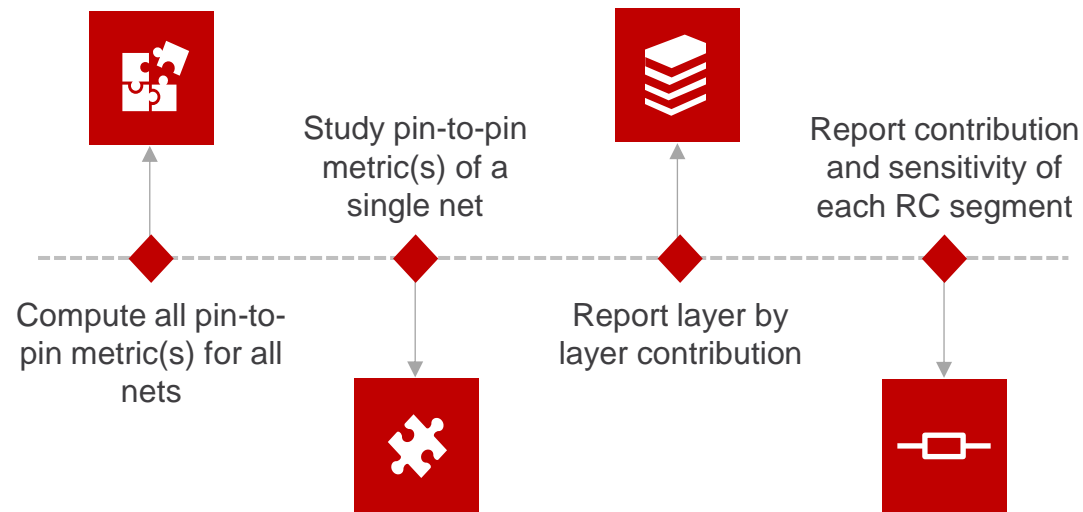 Compute all pin-to-
pin metric(s) for all
nets
Study pin-to-pin
metric(s) of a
single net
Report layer by
layer contribution
Report contribution
and sensitivity of
each RC segment